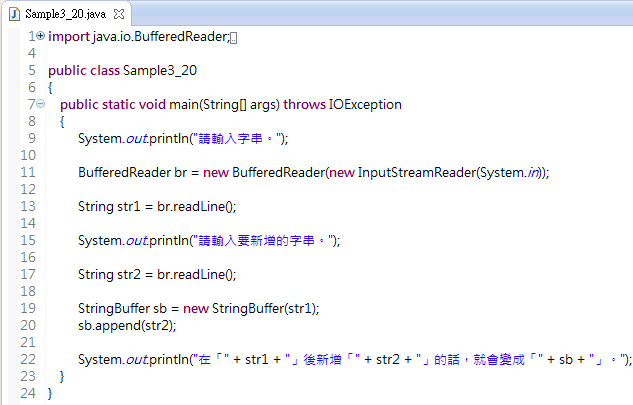 Sample3_20.java
1 import java.io.BufferedReader;
4
5 public class Sample3_20
6 {
7 public static void main(String[] args) throws IOException
8 {
9 System.out.println("請輸入字串。");
10
11 BufferedReader br = new BufferedReader(new InputStreamReader(System.in));
12
13 String str1 = br.readLine();
14
15 System.out.println("請輸入要新增的字串。");
16
17 String str2 = br.readLine();
18
19 StringBuffer sb = new StringBuffer(str1);
20 sb.append(str2);
21
22 System.out.println("在「" + str1 + "」後新增「" + str2 + "」的話，就會變成「" + sb + "」。");
23 }
24 }